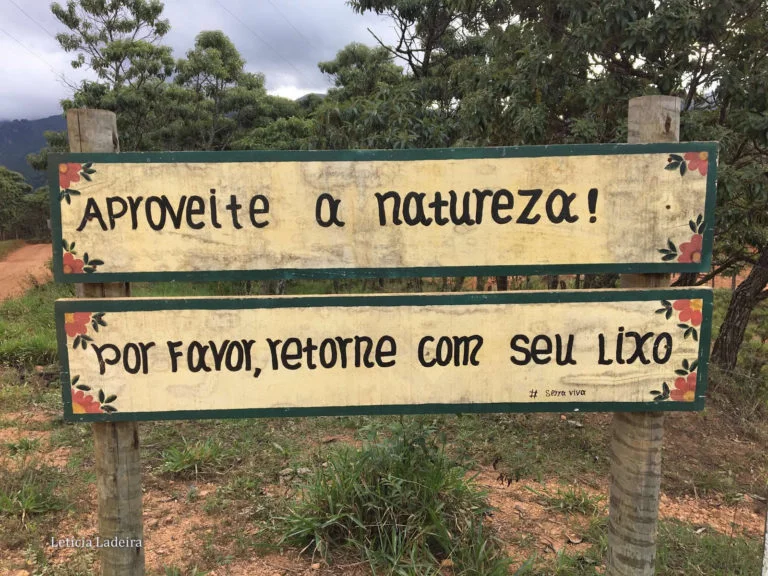 Aproveite a natureza!
por favor, retorne com seu lixo
# Serra viva
Leticia Ladeira